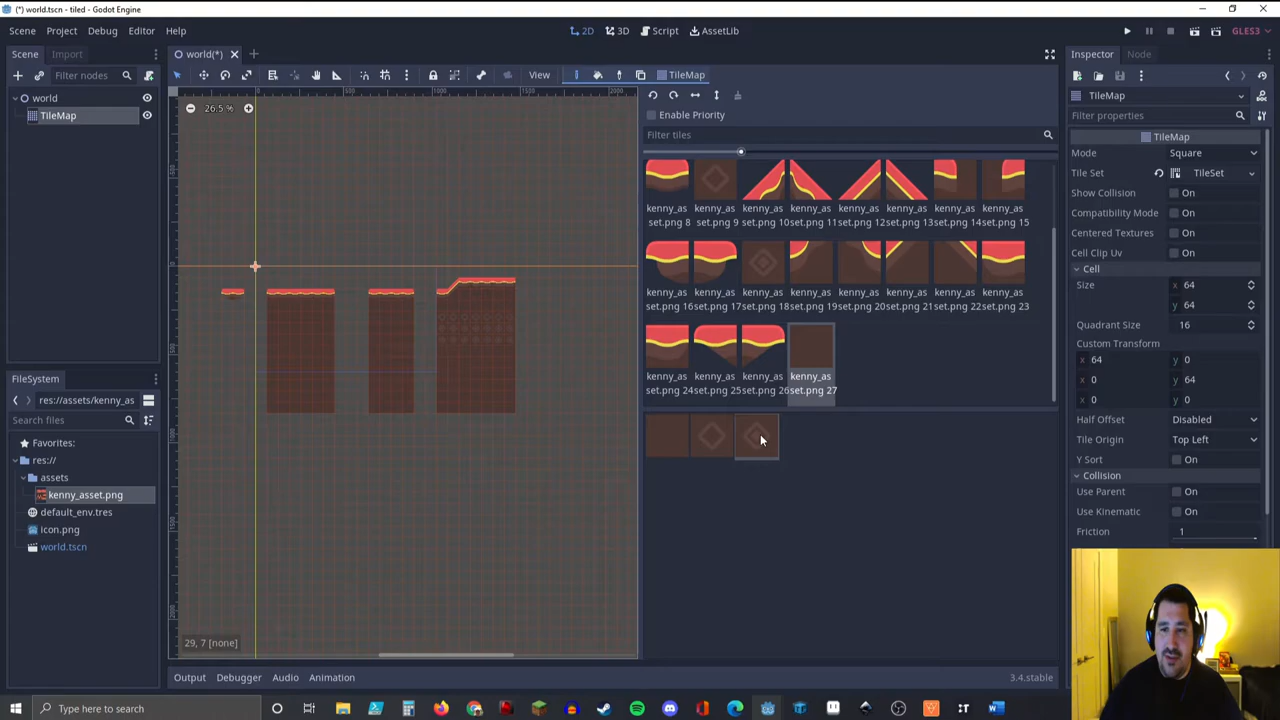 (*) world.tscn - tiled - Godot Engine
Scene Project Debug Editor Help
2D 3D Script AssetLib
GLES3
Scene Import
world(*)
Inspector Node
Filter nodes
View
TileMap
world
TileMap
26.5 %
0 500 1000 1500 2000
Enable Priority
Filter tiles
TileMap
Filter properties
TileMap
Mode Square
Tile Set TileSet
Show Collision On
Compatibility Mode On
Centered Textures On
Cell Clip Uv On
Cell
Size x 64
y 64
Quadrant Size 16
Custom Transform
x 64 y 0
x 0 y 64
x 0 y 0
Half Offset Disabled
Tile Origin Top Left
Y Sort On
Collision
Use Parent On
Use Kinematic On
Friction 1
kenny_as kenny_as kenny_as kenny_as kenny_as kenny_as kenny_as kenny_as
set.png 8 set.png 9 set.png 10 set.png 11 set.png 12 set.png 13 set.png 14 set.png 15
kenny_as kenny_as kenny_as kenny_as kenny_as kenny_as kenny_as kenny_as
set.png 16 set.png 17 set.png 18 set.png 19 set.png 20 set.png 21 set.png 22 set.png 23
kenny_as kenny_as kenny_as kenny_as
set.png 24 set.png 25 set.png 26 set.png 27
FileSystem
res://assets/kenny_as
Search files
Favorites:
res://
assets
kenny_asset.png
default_env.tres
icon.png
world.tscn
29, 7 [none]
Output Debugger Audio Animation
3.4.stable
Type here to search